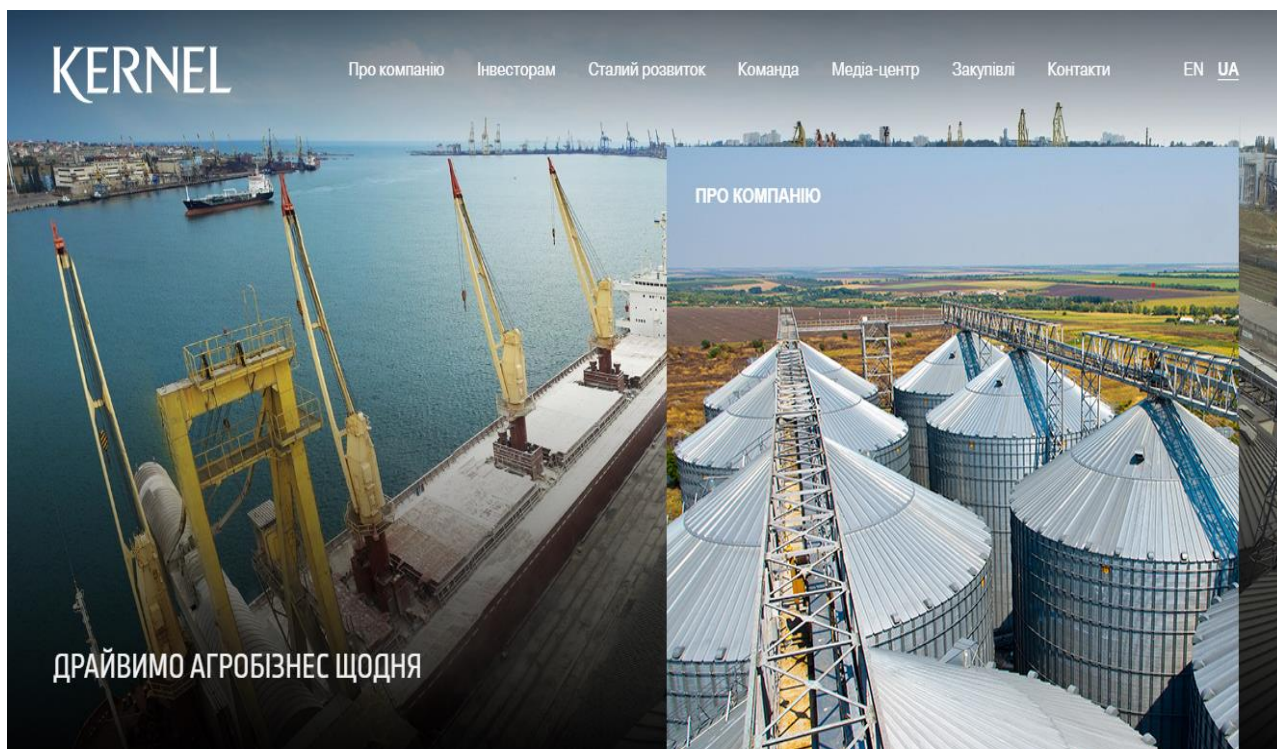 KERNEL
Про компанію Інвесторам Сталий розвиток Команда Медіа-центр Закупівлі Контакти EN UA
ПРО КОМПАНІЮ
ДРАЙВИМО АГРОБІЗНЕС ЩОДНЯ